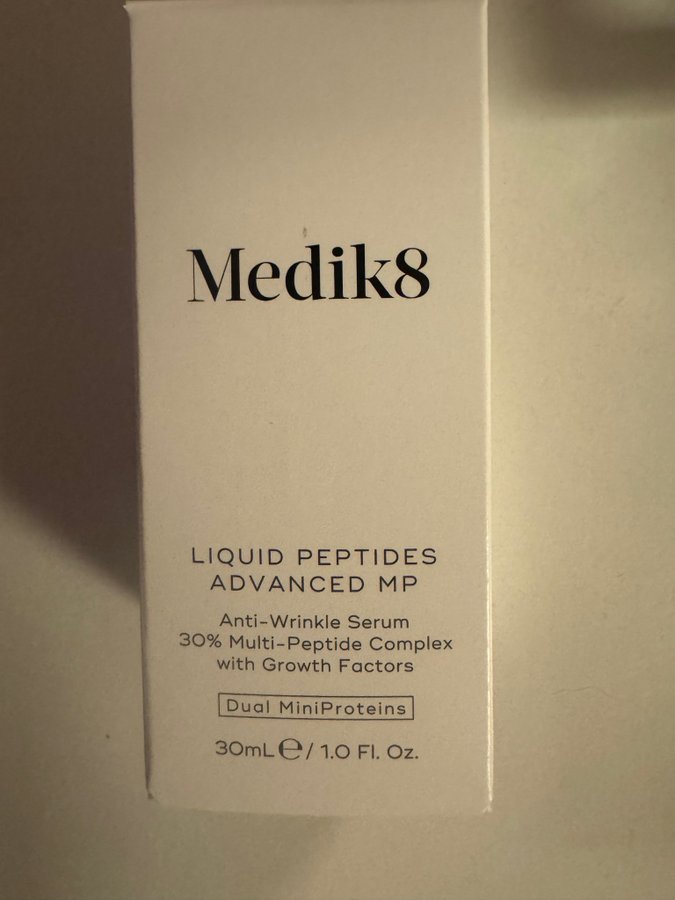 Medik8
LIQUID PEPTIDES
ADVANCED MP
Anti-Wrinkle Serum
30% Multi-Peptide Complex
with Growth Factors
Dual MiniProteins
30mL ℮ / 1.0 Fl. Oz.